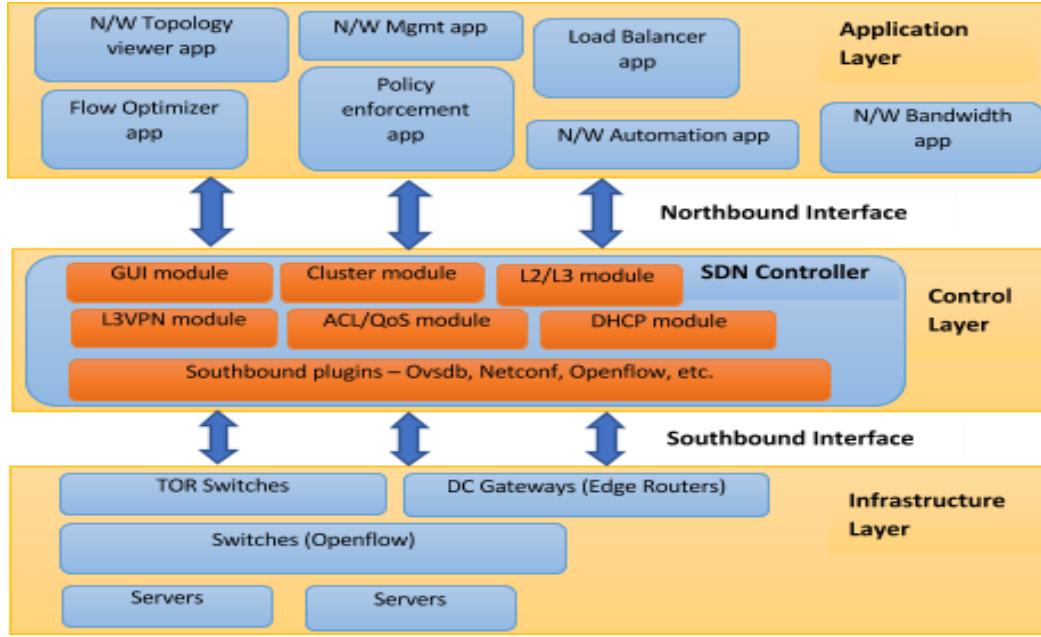 N/W Topology
viewer app
N/W Mgmt app
Load Balancer
app
Application
Layer
Flow Optimizer
app
Policy
enforcement
app
N/W Automation app
N/W Bandwidth
app
Northbound Interface
GUI module
Cluster module
L2/L3 module
SDN Controller
L3VPN module
ACL/QoS module
DHCP module
Control
Layer
Southbound plugins – Ovsdb, Netconf, Openflow, etc.
Southbound Interface
TOR Switches
DC Gateways (Edge Routers)
Infrastructure
Layer
Switches (Openflow)
Servers
Servers